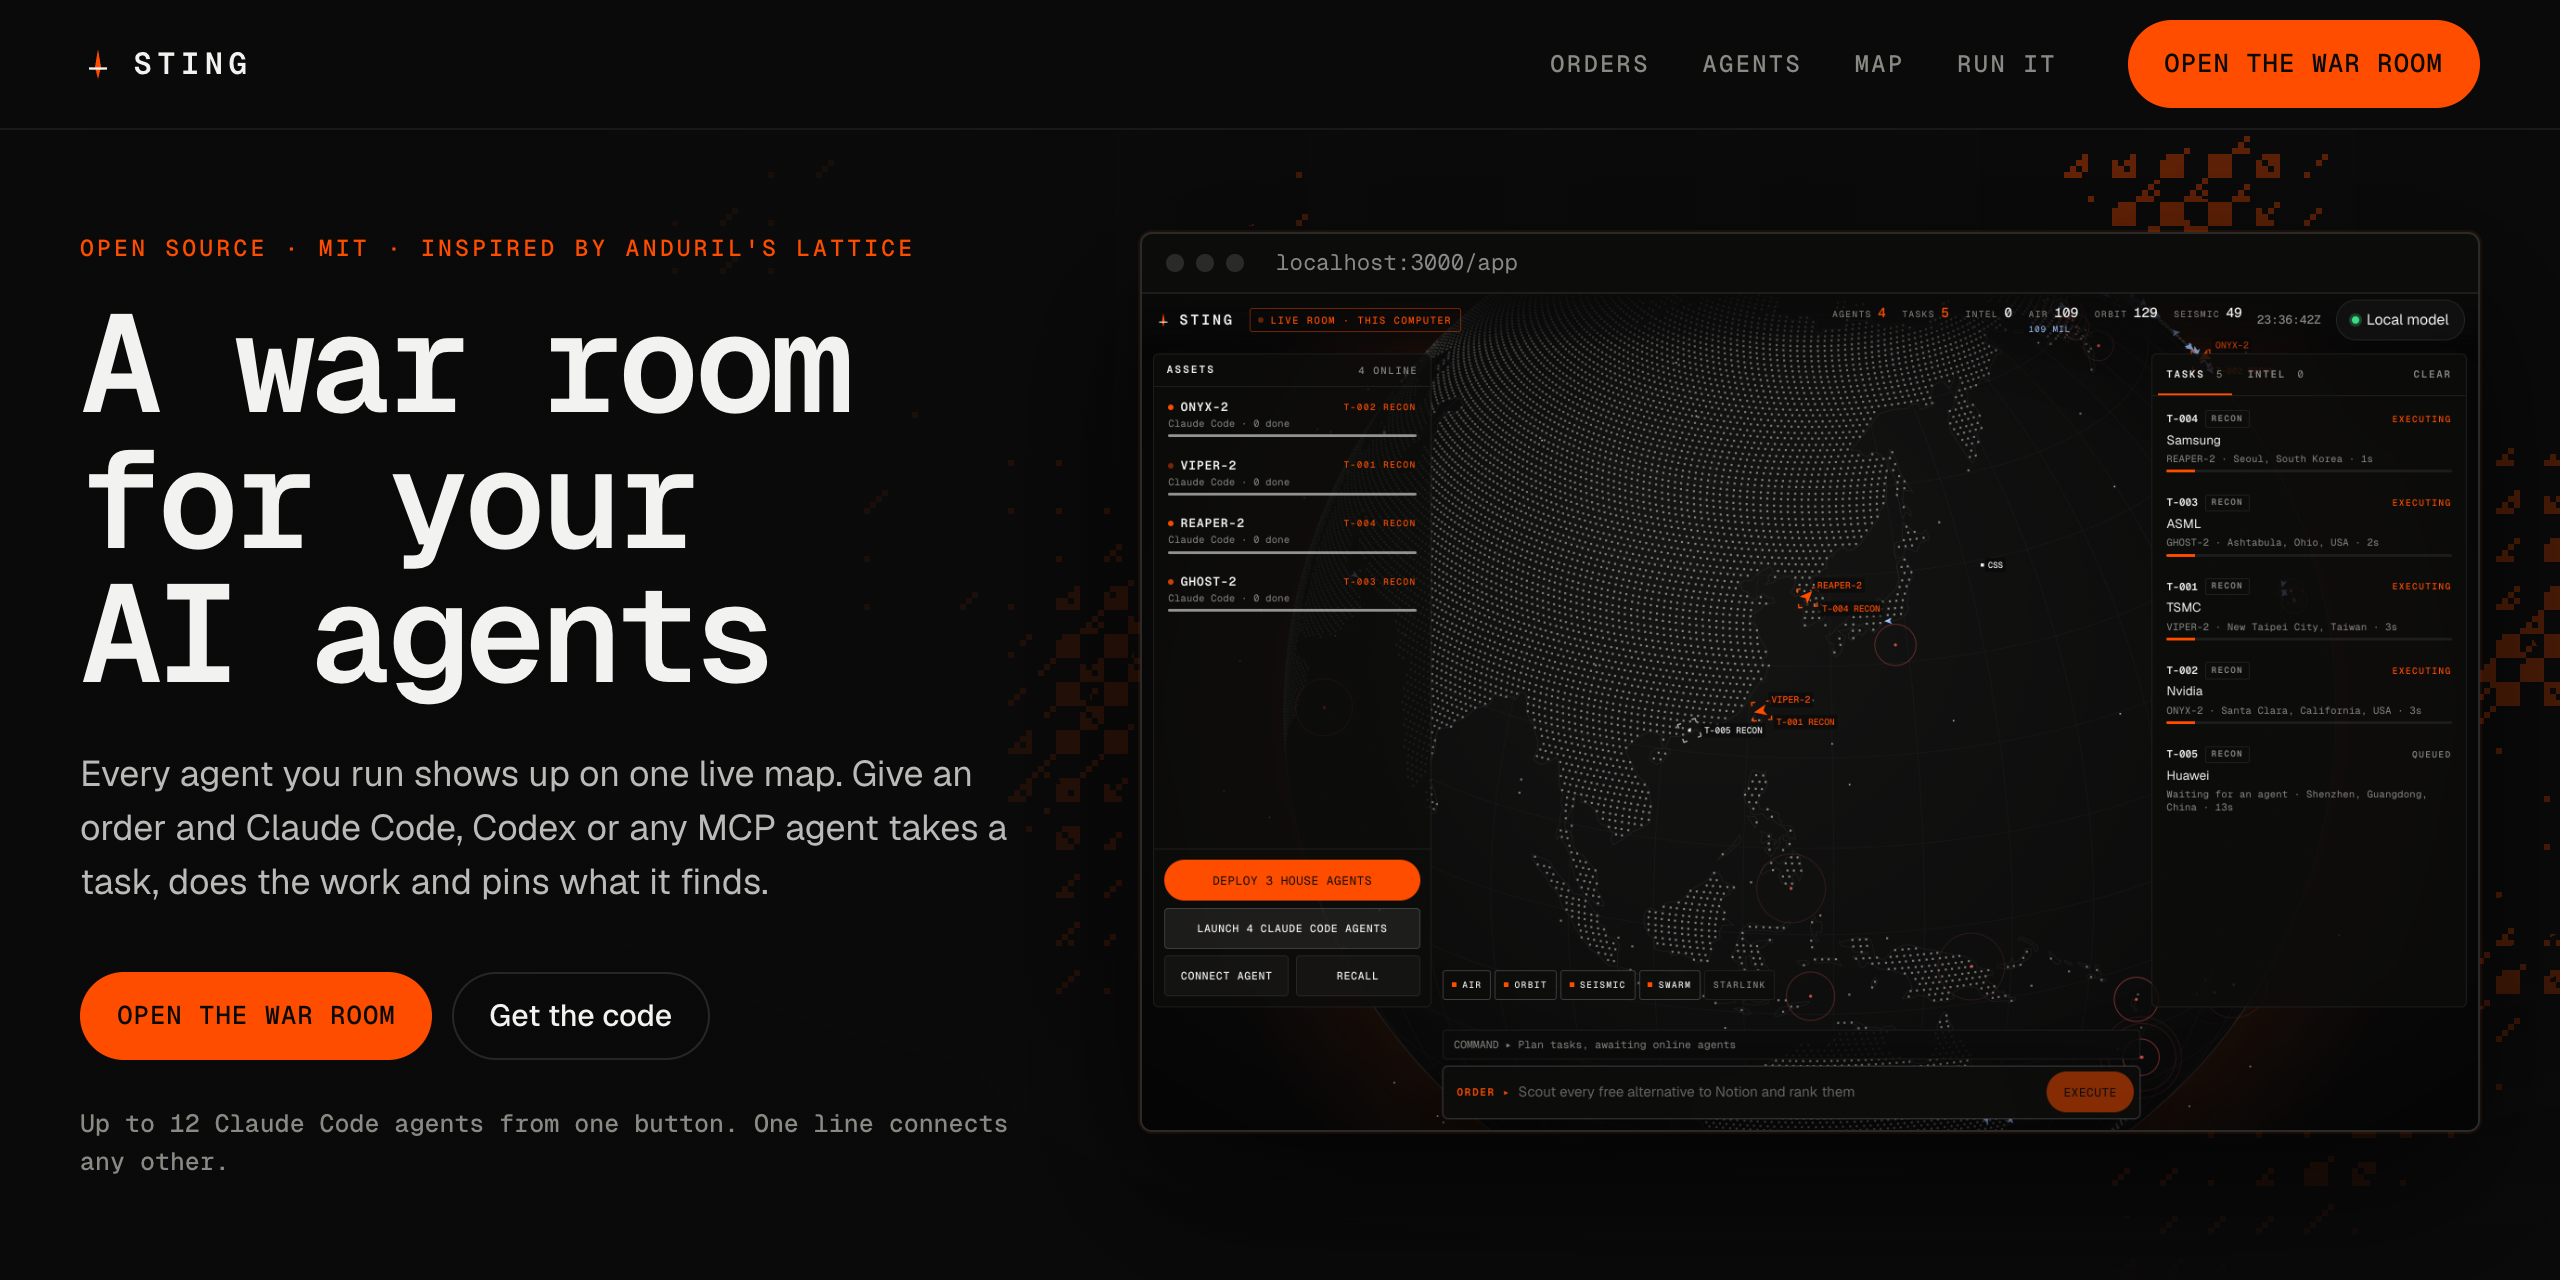 STING
ORDERS AGENTS MAP RUN IT OPEN THE WAR ROOM
OPEN SOURCE · MIT · INSPIRED BY ANDURIL'S LATTICE
A war room
for your
AI agents
Every agent you run shows up on one live map. Give an
order and Claude Code, Codex or any MCP agent takes a
task, does the work and pins what it finds.
OPEN THE WAR ROOM
Get the code
Up to 12 Claude Code agents from one button. One line connects
any other.
localhost:3000/app
STING
LIVE ROOM · THIS COMPUTER
AGENTS 4 TASKS 5 INTEL 0 AIR 109 ORBIT 129 SEISMIC 49
109 MIL
23:36:42Z
Local model
ASSETS 4 ONLINE
ONYX-2 T-002 RECON
Claude Code · 0 done
VIPER-2 T-001 RECON
Claude Code · 0 done
REAPER-2 T-004 RECON
Claude Code · 0 done
GHOST-2 T-003 RECON
Claude Code · 0 done
DEPLOY 3 HOUSE AGENTS
LAUNCH 4 CLAUDE CODE AGENTS
CONNECT AGENT
RECALL
ONYX-2
CSS
REAPER-2
T-004 RECON
VIPER-2
T-001 RECON
T-005 RECON
AIR
ORBIT
SEISMIC
SWARM
STARLINK
COMMAND ▸ Plan tasks, awaiting online agents
ORDER ▸ Scout every free alternative to Notion and rank them
EXECUTE
TASKS 5 INTEL 0 CLEAR
T-004 RECON EXECUTING
Samsung
REAPER-2 · Seoul, South Korea · 1s
T-003 RECON EXECUTING
ASML
GHOST-2 · Ashtabula, Ohio, USA · 2s
T-001 RECON EXECUTING
TSMC
VIPER-2 · New Taipei City, Taiwan · 3s
T-002 RECON EXECUTING
Nvidia
ONYX-2 · Santa Clara, California, USA · 3s
T-005 RECON QUEUED
Huawei
Waiting for an agent · Shenzhen, Guangdong,
China · 13s